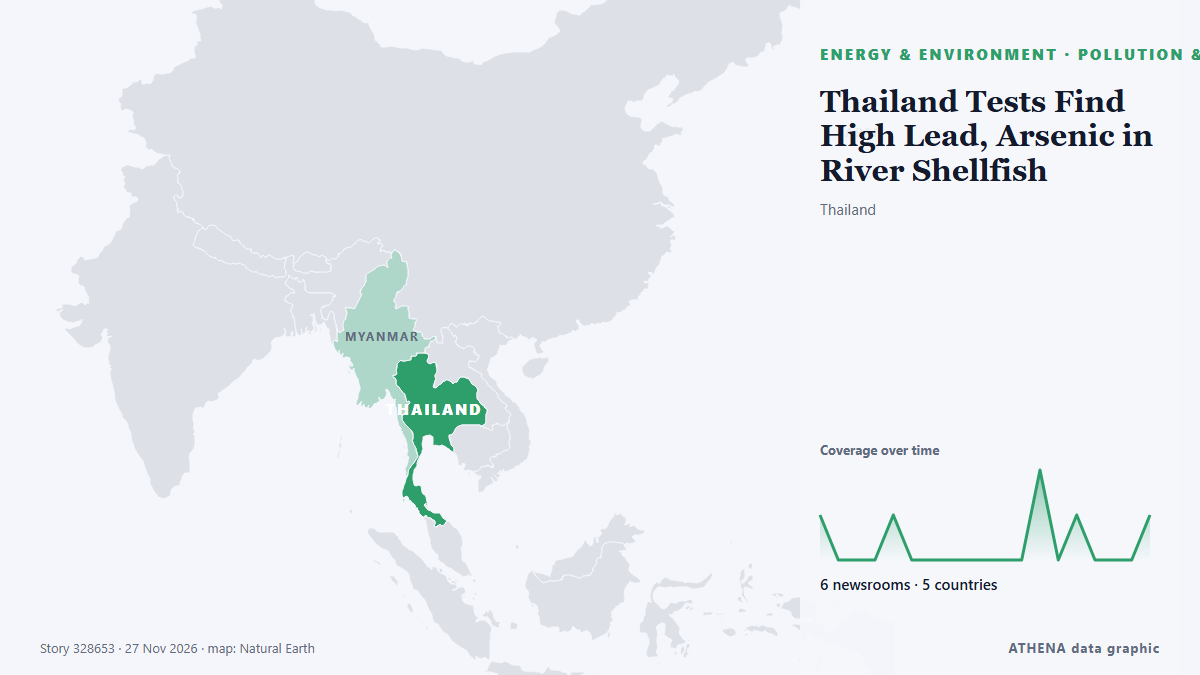 ENERGY & ENVIRONMENT · POLLUTION &
Thailand Tests Find
High Lead, Arsenic in
River Shellfish
Thailand
MYANMAR
THAILAND
Coverage over time
6 newsrooms · 5 countries
Story 328653 · 27 Nov 2026 · map: Natural Earth
ATHENA data graphic